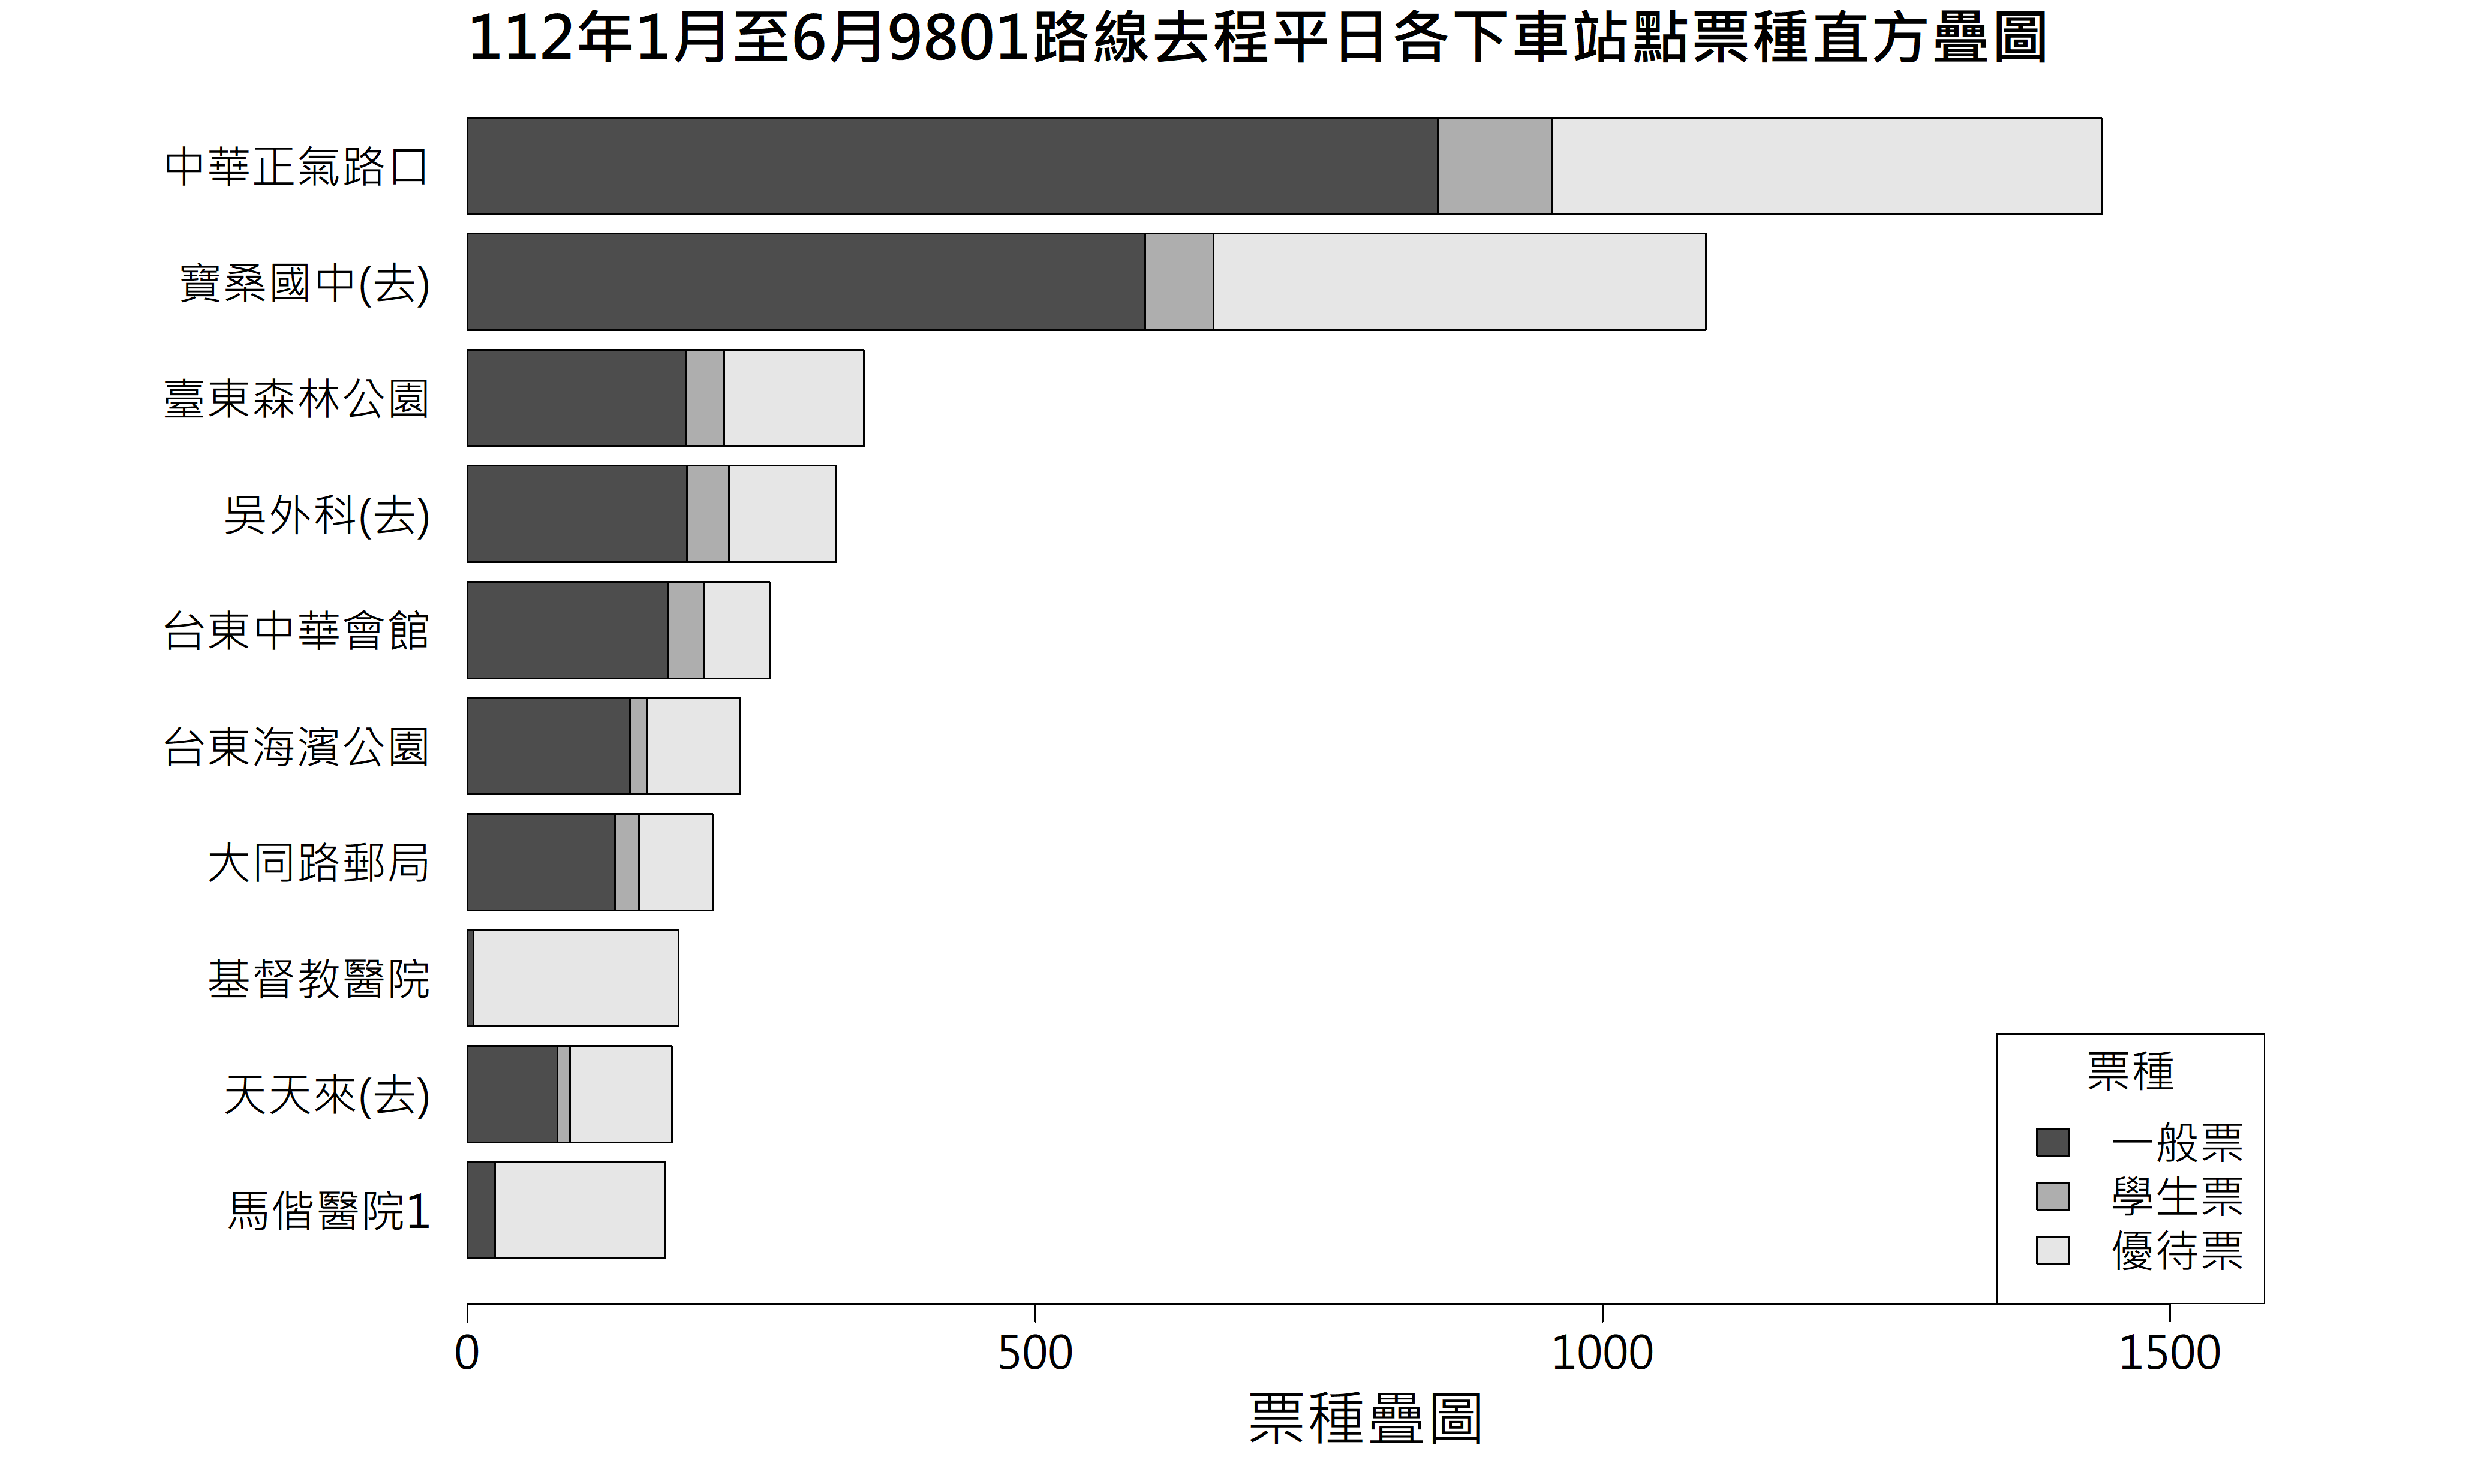 112年1月至6月9801路線去程平日各下車站點票種直方疊圖
中華正氣路口
寶桑國中(去)
臺東森林公園
吳外科(去)
台東中華會館
台東海濱公園
大同路郵局
基督教醫院
天天來(去)
馬偕醫院1
票種
一般票
學生票
優待票
0 500 1000 1500
票種疊圖